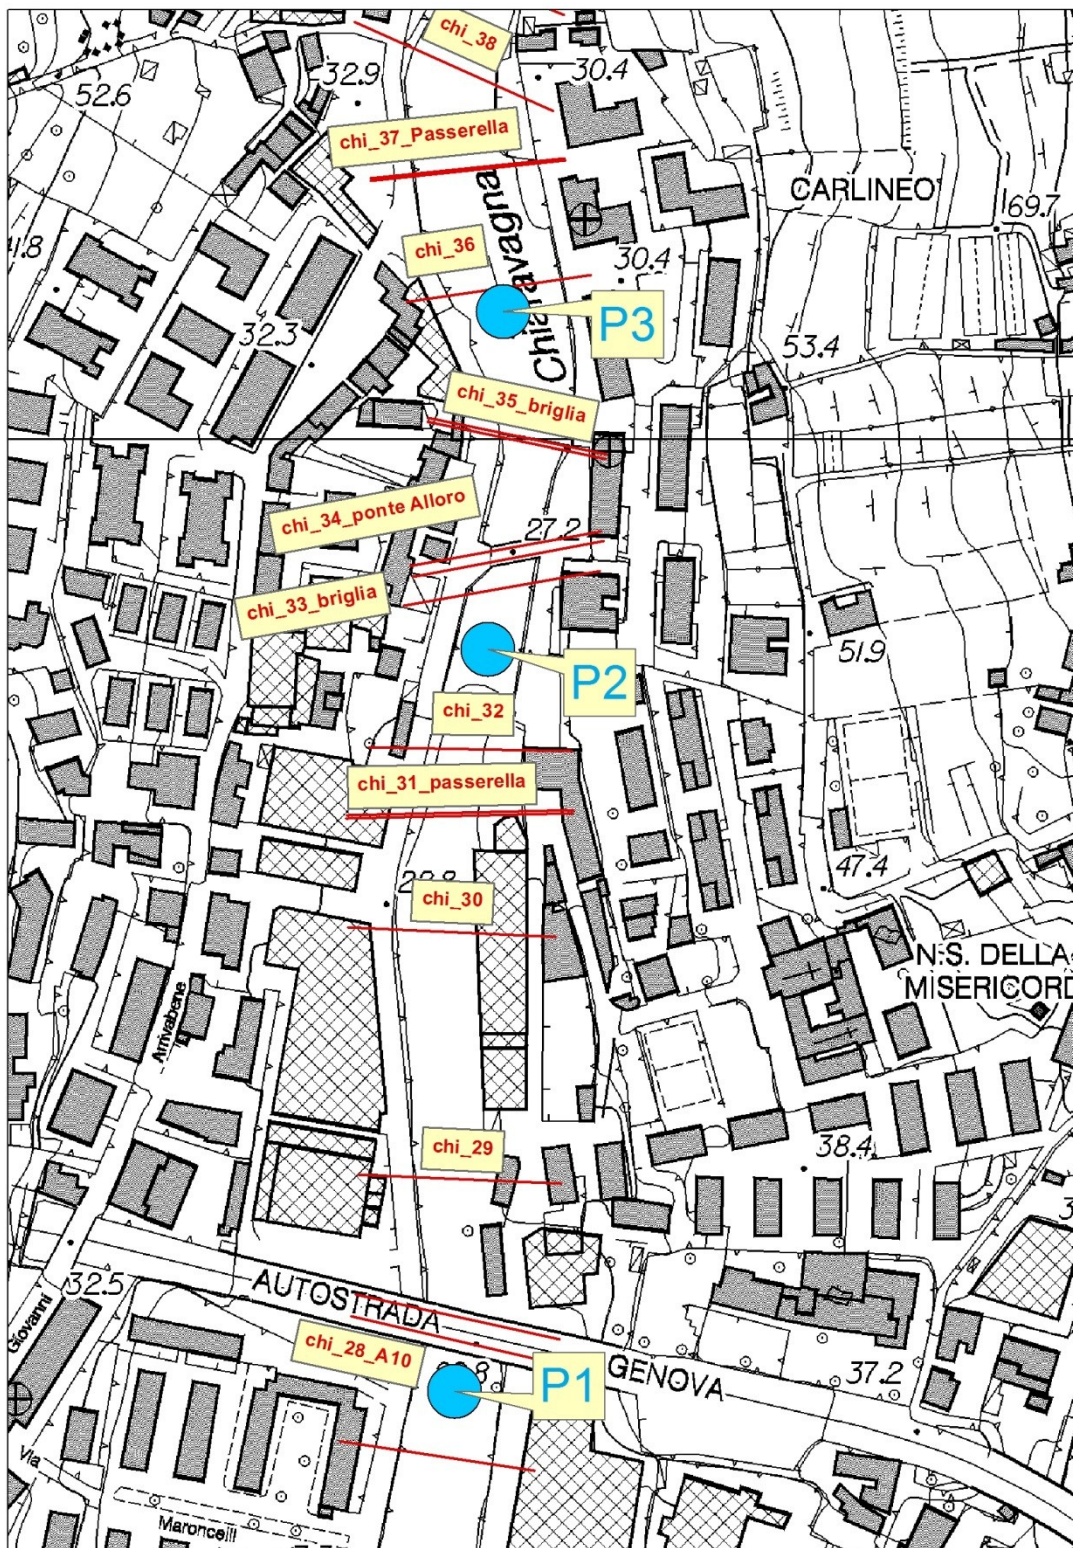 chi_38
52.6
32.9
30.4
chi_37_Passerella
CARLINEO
69.7
Chiaravagna
chi_36
30.4
P3
32.3
53.4
chi_35_briglia
27.2
chi_34_ponte Alloro
chi_33_briglia
51.9
P2
chi_32
chi_31_passerella
47.4
chi_30
N.S. DELLA
MISERICORD
Arrivabene
chi_29
38.4
32.5
AUTOSTRADA
GENOVA
Giovanni
chi_28_A10
P1
37.2
Via
Maroncelli